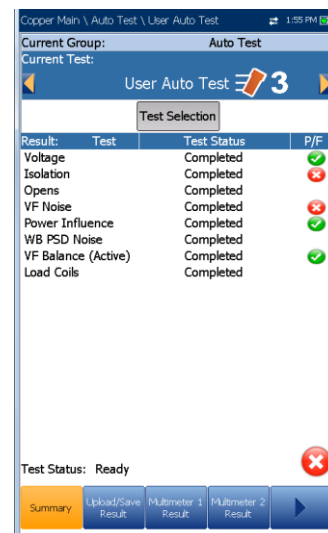 Copper Main \ Auto Test \ User Auto Test 1:55 PM
Current Group: Auto Test
Current Test:
User Auto Test 3
Test Selection
Result: Test Test Status P/F
Voltage Completed
Isolation Completed
Opens Completed
VF Noise Completed
Power Influence Completed
WB PSD Noise Completed
VF Balance (Active) Completed
Load Coils Completed
Test Status: Ready
Summary Upload/Save Result Multimeter 1 Result Multimeter 2 Result